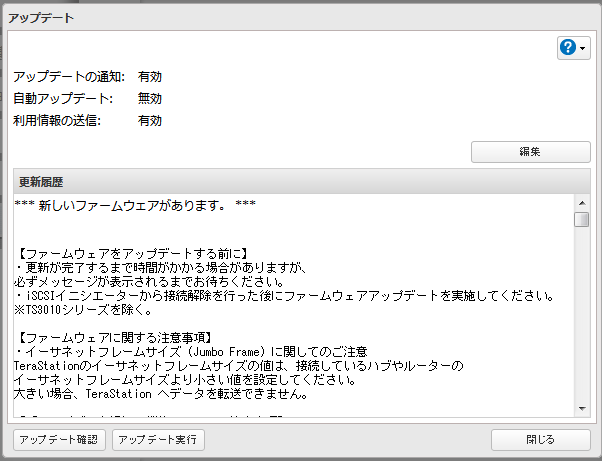 アップデート
?
アップデートの通知: 有効
自動アップデート: 無効
利用情報の送信: 有効
編集
更新履歴
*** 新しいファームウェアがあります。 ***
【ファームウェアをアップデートする前に】
・更新が完了するまで時間がかかる場合がありますが、
必ずメッセージが表示されるまでお待ちください。
・iSCSIイニシエーターから接続解除を行った後にファームウェアアップデートを実施してください。
※TS3010シリーズを除く。
【ファームウェアに関する注意事項】
・イーサネットフレームサイズ (Jumbo Frame) に関してのご注意
TeraStationのイーサネットフレームサイズの値は、接続しているハブやルーターの
イーサネットフレームサイズより小さい値を設定してください。
大きい場合、TeraStation へデータを転送できません。
アップデート確認 アップデート実行 閉じる